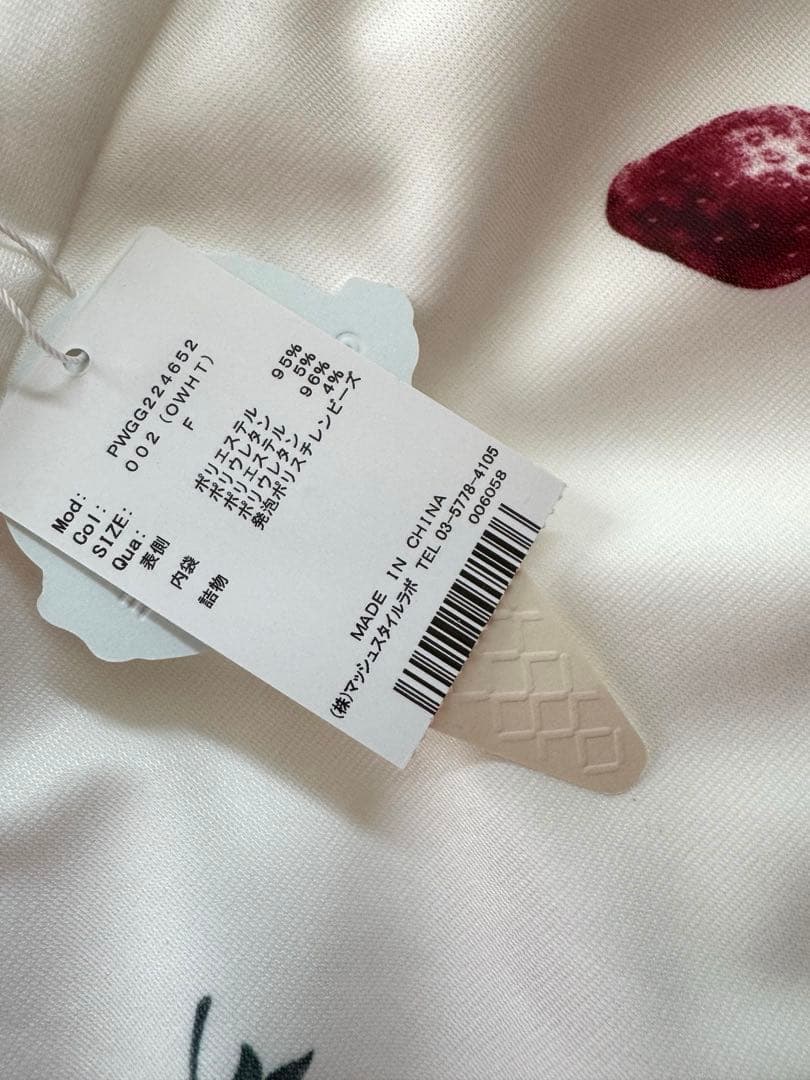 Mod: PWGG224652
Col: 002 (OWHT)
SIZE: F
Qua:
表側 ポリエステル 95%
ポリウレタン 5%
内袋 ポリエステル 96%
ポリウレタン 4%
詰物 発泡ポリスチレンビーズ
MADE IN CHINA
(株)マッシュスタイルラボ TEL 03-5778-4105
006058